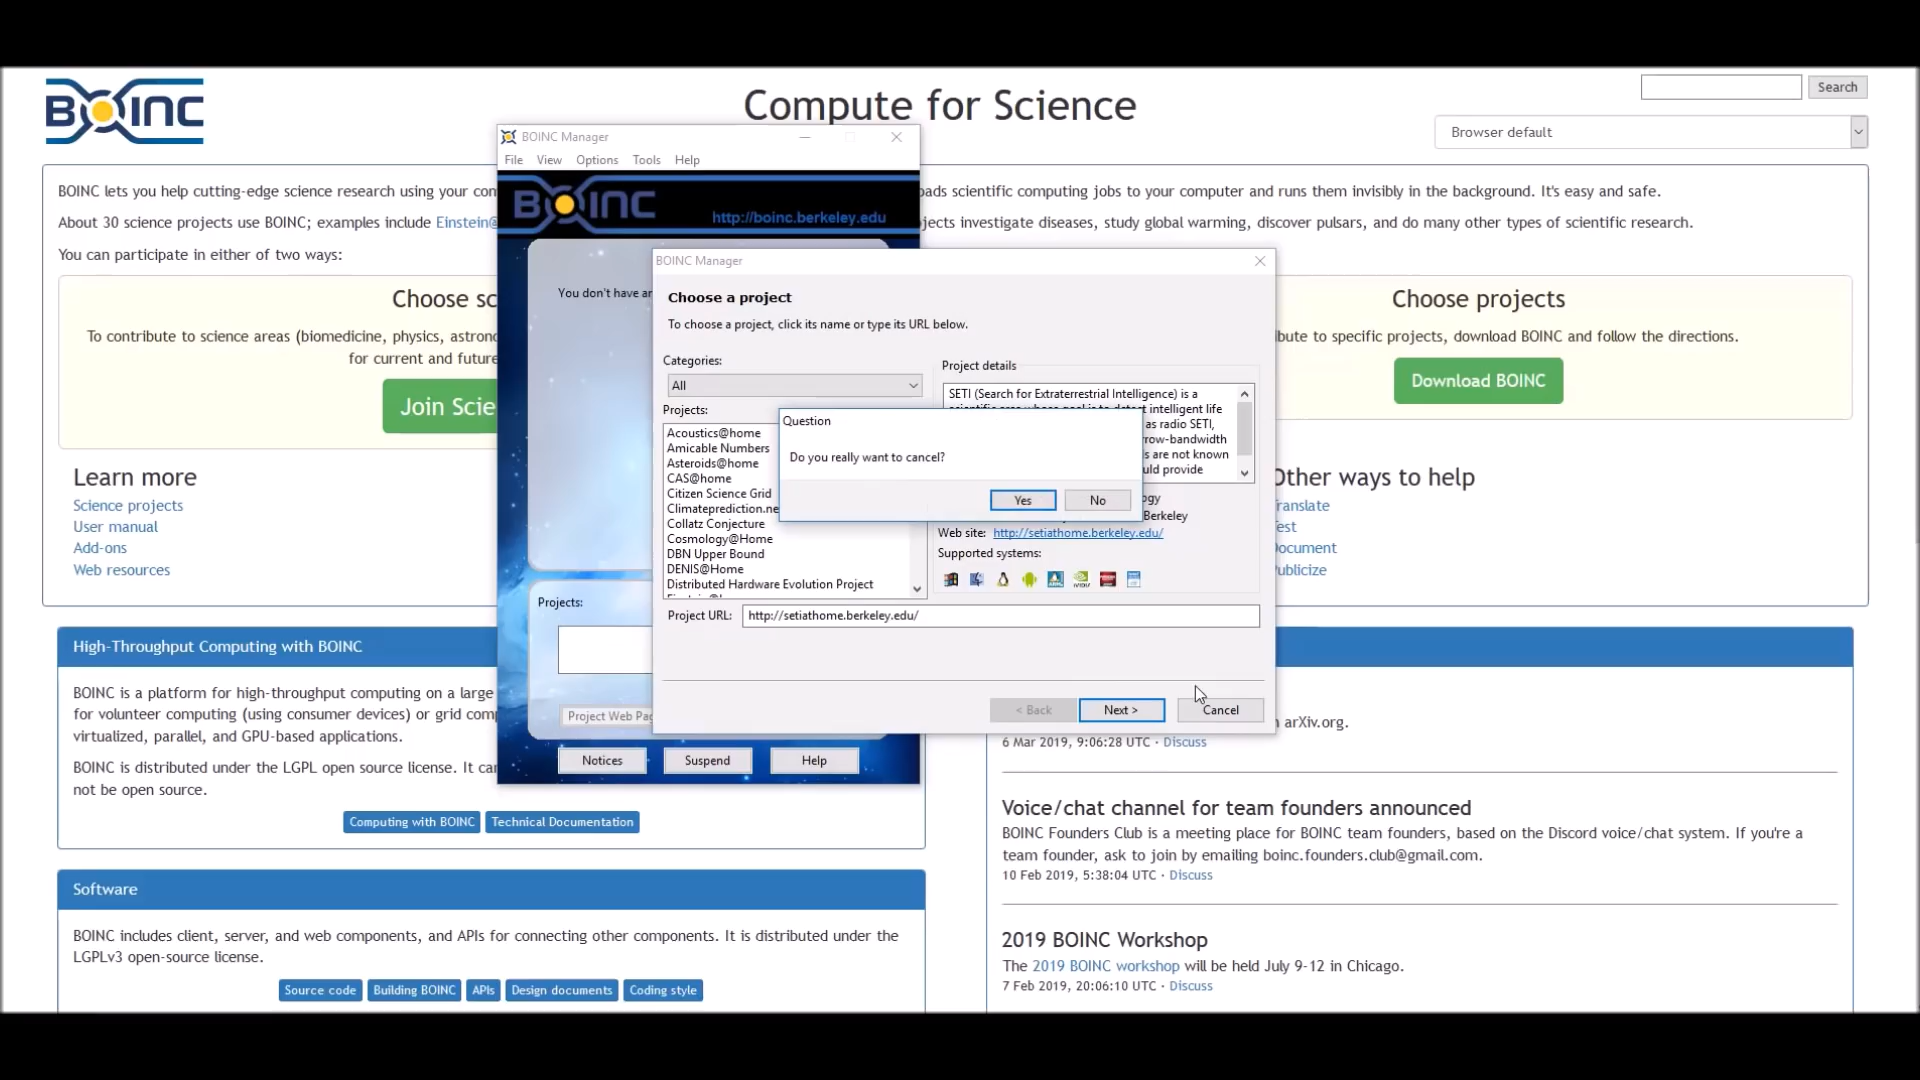 BOINC
Compute for Science
Search
Browser default
BOINC lets you help cutting-edge science research using your
ads scientific computing jobs to your computer and runs them invisibly in the background. It's easy and safe.
About 30 science projects use BOINC; examples include Einstein@
jects investigate diseases, study global warming, discover pulsars, and do many other types of scientific research.
You can participate in either of two ways:
Choose sc
To contribute to science areas (biomedicine, physics, astrono
for current and future
Join Scie
Choose projects
ibute to specific projects, download BOINC and follow the directions.
Download BOINC
Learn more
Science projects
User manual
Add-ons
Web resources
Other ways to help
Translate
Test
Document
Publicize
High-Throughput Computing with BOINC
BOINC is a platform for high-throughput computing on a large
for volunteer computing (using consumer devices) or grid comp
virtualized, parallel, and GPU-based applications.
BOINC is distributed under the LGPL open source license. It can
not be open source.
Computing with BOINC
Technical Documentation
Software
BOINC includes client, server, and web components, and APIs for connecting other components. It is distributed under the
LGPLv3 open-source license.
Source code
Building BOINC
APIs
Design documents
Coding style
n arXiv.org.
6 Mar 2019, 9:06:28 UTC · Discuss
Voice/chat channel for team founders announced
BOINC Founders Club is a meeting place for BOINC team founders, based on the Discord voice/chat system. If you're a
team founder, ask to join by emailing boinc.founders.club@gmail.com.
10 Feb 2019, 5:38:04 UTC · Discuss
2019 BOINC Workshop
The 2019 BOINC workshop will be held July 9-12 in Chicago.
7 Feb 2019, 20:06:10 UTC · Discuss
BOINC Manager
File View Options Tools Help
BOINC
http://boinc.berkeley.edu
You don't have an
Projects:
Project Web Pag
Notices
Suspend
Help
BOINC Manager
Choose a project
To choose a project, click its name or type its URL below.
Categories:
All
Projects:
Acoustics@home
Amicable Numbers
Asteroids@home
CAS@home
Citizen Science Grid
Climateprediction.ne
Collatz Conjecture
Cosmology@Home
DBN Upper Bound
DENIS@Home
Distributed Hardware Evolution Project
Project details
SETI (Search for Extraterrestrial Intelligence) is a
intelligent life
as radio SETI,
row-bandwidth
s are not known
uld provide
ogy
Berkeley
Web site: http://setiathome.berkeley.edu/
Supported systems:
Project URL: http://setiathome.berkeley.edu/
< Back
Next >
Cancel
Question
Do you really want to cancel?
Yes
No